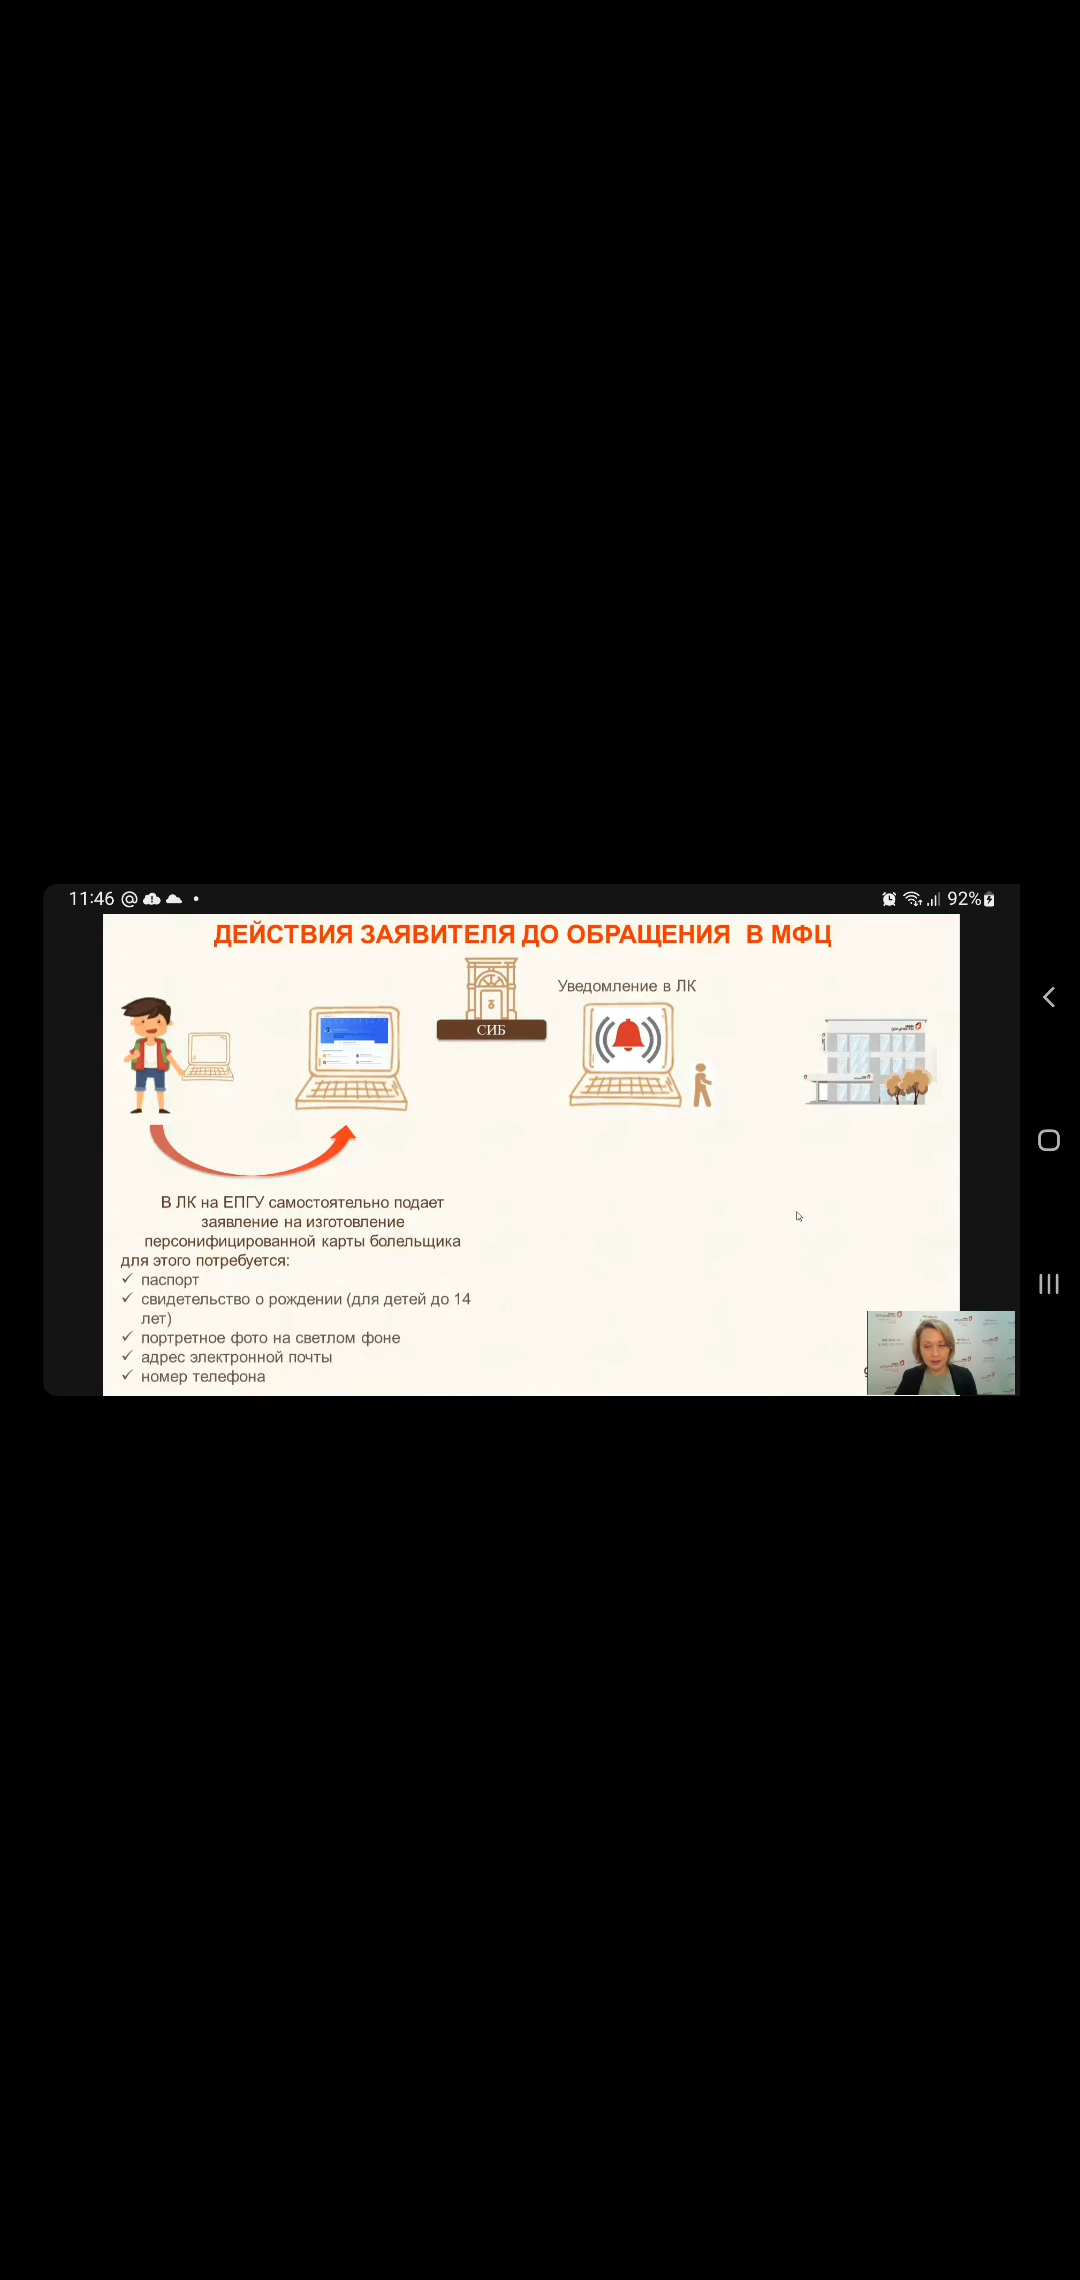 11:46
92%
ДЕЙСТВИЯ ЗАЯВИТЕЛЯ ДО ОБРАЩЕНИЯ В МФЦ
Уведомление в ЛК
СИБ
В ЛК на ЕПГУ самостоятельно подает
заявление на изготовление
персонифицированной карты болельщика
для этого потребуется:
✓ паспорт
✓ свидетельство о рождении (для детей до 14
лет)
✓ портретное фото на светлом фоне
✓ адрес электронной почты
✓ номер телефона